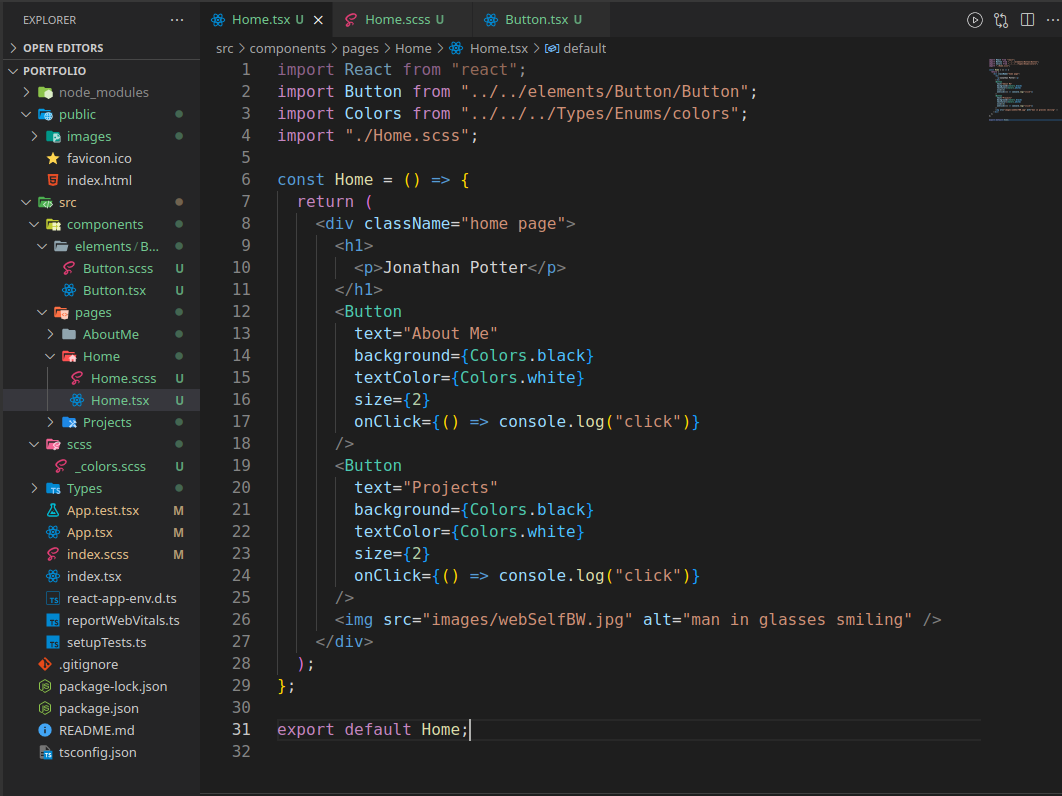 EXPLORER
OPEN EDITORS
PORTFOLIO
node_modules
public
images
favicon.ico
index.html
src
components
elements / B...
Button.scss U
Button.tsx U
pages
AboutMe
Home
Home.scss U
Home.tsx U
Projects
scss
_colors.scss U
Types
App.test.tsx M
App.tsx M
index.scss M
index.tsx
react-app-env.d.ts
reportWebVitals.ts
setupTests.ts
.gitignore
package-lock.json
package.json
README.md
tsconfig.json
Home.tsx U Home.scss U Button.tsx U
src > components > pages > Home > Home.tsx > default
1 import React from "react";
2 import Button from "../../elements/Button/Button";
3 import Colors from "../../../Types/Enums/colors";
4 import "./Home.scss";
5
6 const Home = () => {
7   return (
8     <div className="home page">
9       <h1>
10         <p>Jonathan Potter</p>
11       </h1>
12       <Button
13         text="About Me"
14         background={Colors.black}
15         textColor={Colors.white}
16         size={2}
17         onClick={() => console.log("click")}
18       />
19       <Button
20         text="Projects"
21         background={Colors.black}
22         textColor={Colors.white}
23         size={2}
24         onClick={() => console.log("click")}
25       />
26       <img src="images/webSelfBW.jpg" alt="man in glasses smiling" />
27     </div>
28   );
29 };
30
31 export default Home;
32